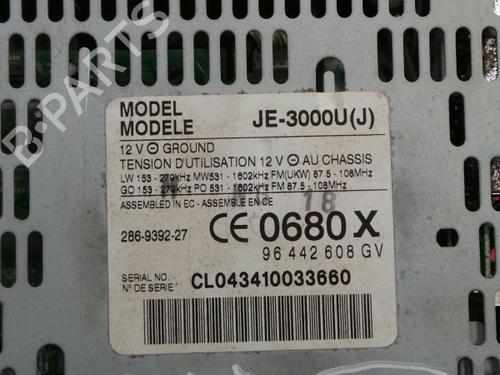 B-PARTS
MODEL
MODELE JE-3000U(J)
12 V ⊖ GROUND
TENSION D'UTILISATION 12 V ⊖ AU CHASSIS
LW 153 - 279kHz MW531 - 1602kHz FM(UKW) 87.5 - 108MHz
GO 153 - 279kHz PO 531 - 1602kHz FM 87.5 - 108MHz
ASSEMBLED IN EC - ASSEMBLE EN CE
18
286-9392-27 CE 0680 X
96 442 608 GV
SERIAL NO.
N° DE SERIE CL043410033660